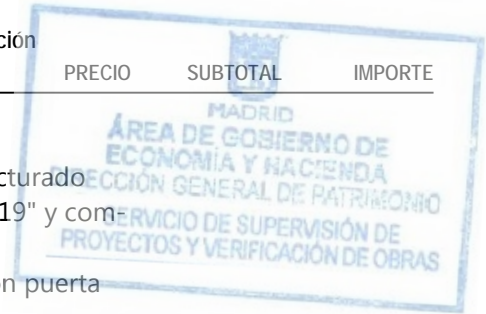 ción
PRECIO SUBTOTAL IMPORTE
MADRID
ÁREA DE GOBIERNO DE
ECONOMÍA Y HACIENDA
cturado
DIRECCIÓN GENERAL DE PATRIMONIO
19" y com-
SERVICIO DE SUPERVISIÓN DE
PROYECTOS Y VERIFICACIÓN DE OBRAS
n puerta